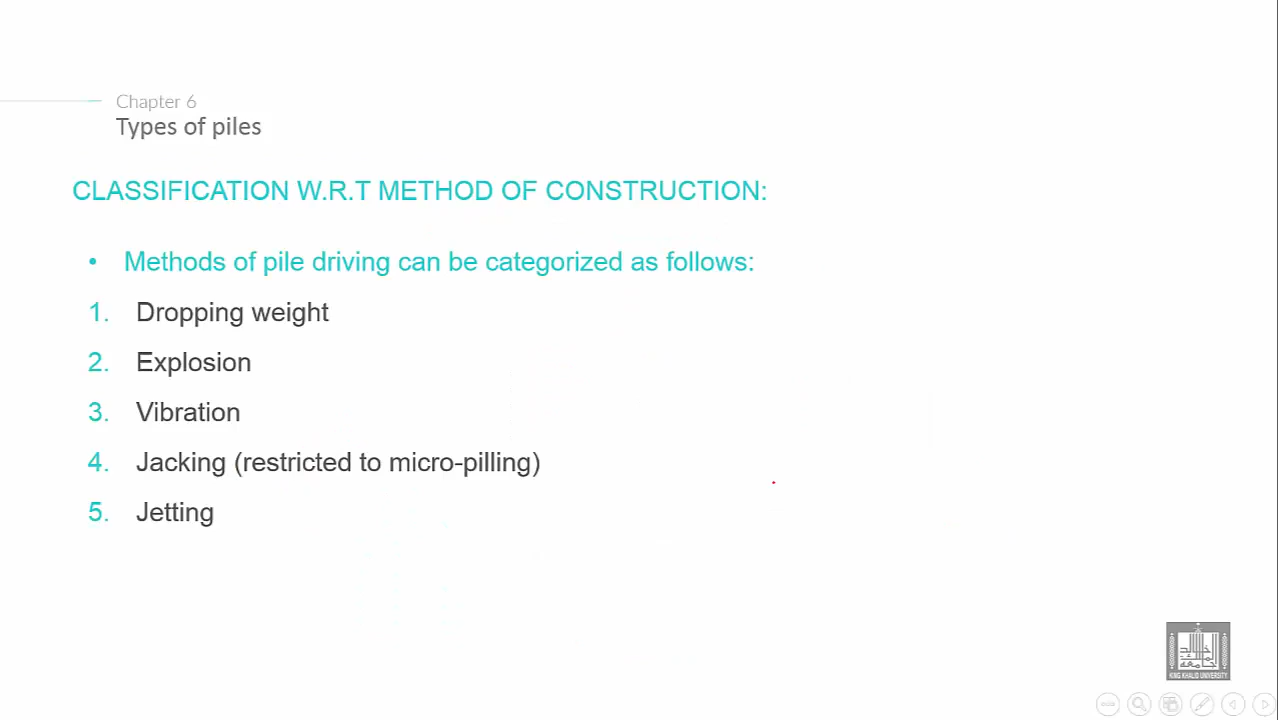 Chapter 6
Types of piles
CLASSIFICATION W.R.T METHOD OF CONSTRUCTION:
• Methods of pile driving can be categorized as follows:
1. Dropping weight
2. Explosion
3. Vibration
4. Jacking (restricted to micro-pilling)
5. Jetting
KING KHALID UNIVERSITY